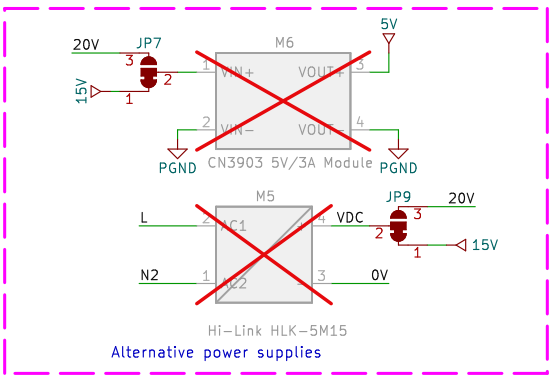 5V
20V
JP7
M6
3
1
VIN+
VOUT+
3
2
15V
1
2
VIN-
VOUT-
4
PGND
CN3903 5V/3A Module
PGND
M5
JP9
20V
L
2
AC1
+
4
VDC
3
2
15V
1
N2
1
AC2
-
3
0V
Hi-Link HLK-5M15
Alternative power supplies